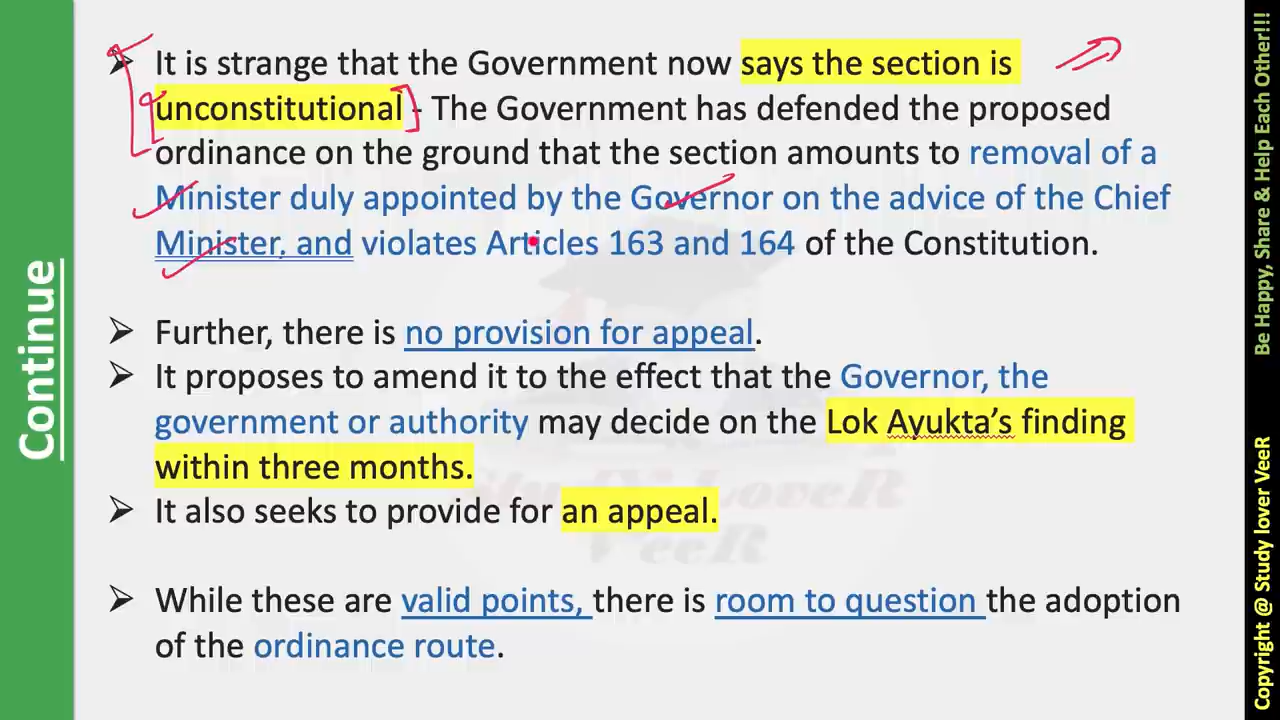 Continue
➤ It is strange that the Government now says the section is
unconstitutional - The Government has defended the proposed
ordinance on the ground that the section amounts to removal of a
Minister duly appointed by the Governor on the advice of the Chief
Minister, and violates Articles 163 and 164 of the Constitution.
➤ Further, there is no provision for appeal.
➤ It proposes to amend it to the effect that the Governor, the
government or authority may decide on the Lok Ayukta’s finding
within three months.
➤ It also seeks to provide for an appeal.
➤ While these are valid points, there is room to question the adoption
of the ordinance route.
StuDy LoveR
VeeR
Copyright @ Study lover VeeR
Be Happy, Share & Help Each Other!!!